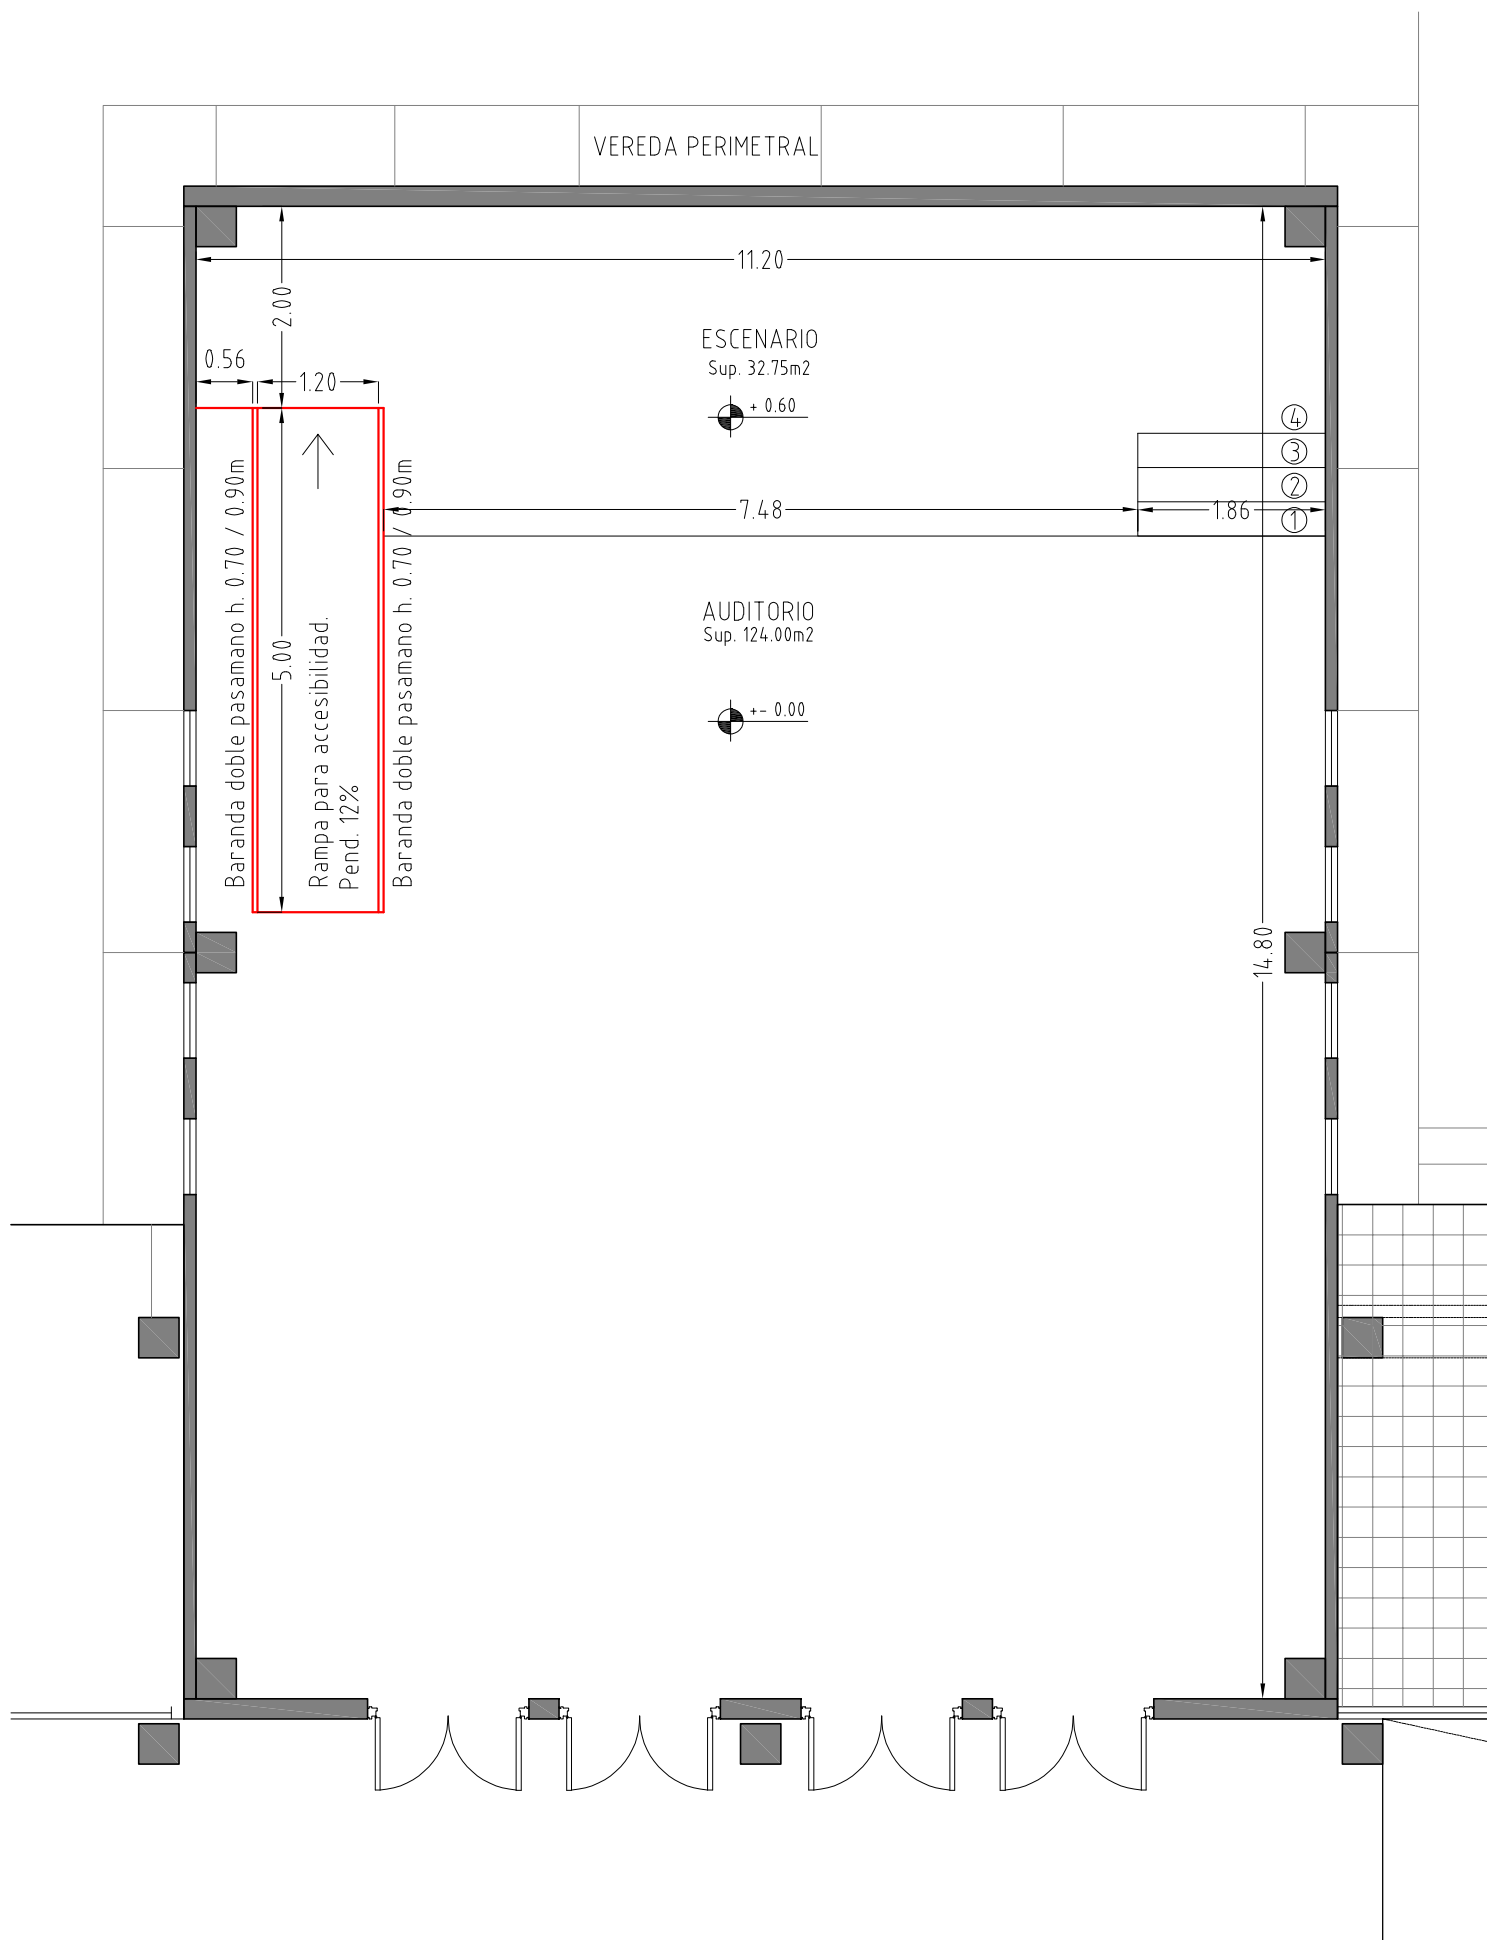 VEREDA PERIMETRAL
11.20
2.00
ESCENARIO
Sup. 32.75m2
0.56
1.20
+ 0.60
4
3
2
1
7.48
1.86
Baranda doble pasamano h. 0.70 / 0.90m
5.00
Rampa para accesibilidad.
Pend. 12%
Baranda doble pasamano h. 0.70 / 0.90m
AUDITORIO
Sup. 124.00m2
+- 0.00
14.80